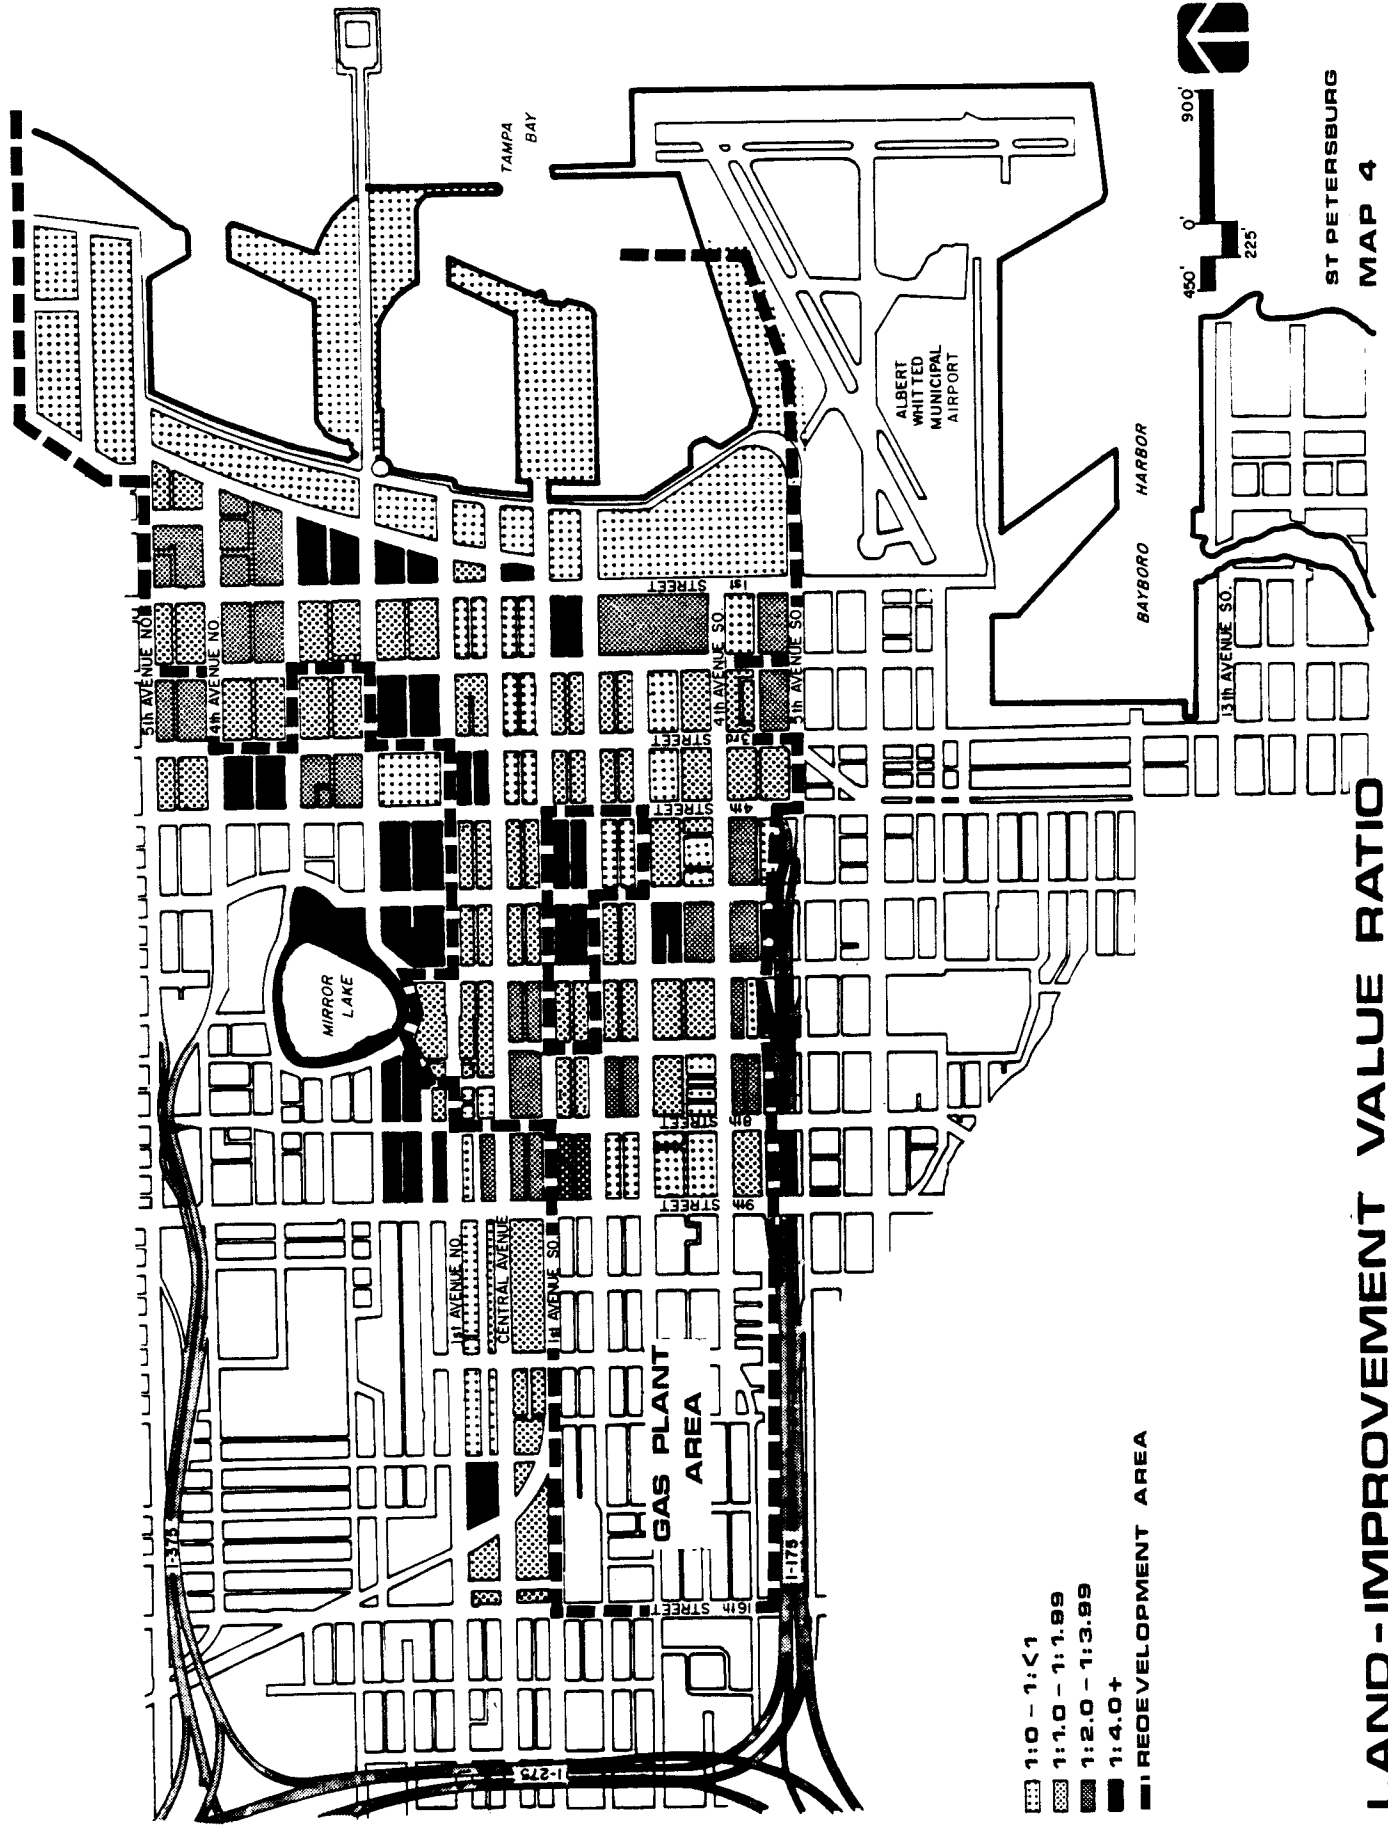 TAMPA
BAY
ALBERT
WHITTED
MUNICIPAL
AIRPORT
BAYBORO HARBOR
MIRROR
LAKE
5th AVENUE NO.
4th AVENUE NO.
1st AVENUE NO.
CENTRAL AVENUE
1st AVENUE SO.
4th AVENUE SO.
5th AVENUE SO.
13th AVENUE SO.
1st STREET
3rd STREET
4th STREET
8th STREET
9th STREET
16th STREET
GAS PLANT
AREA
I-375
I-275
I-175
1:0 - 1:<1
1:1.0 - 1:1.99
1:2.0 - 1:3.99
1:4.0+
REDEVELOPMENT AREA
450' 0' 900'
225'
ST PETERSBURG
MAP 4
LAND-IMPROVEMENT VALUE RATIO